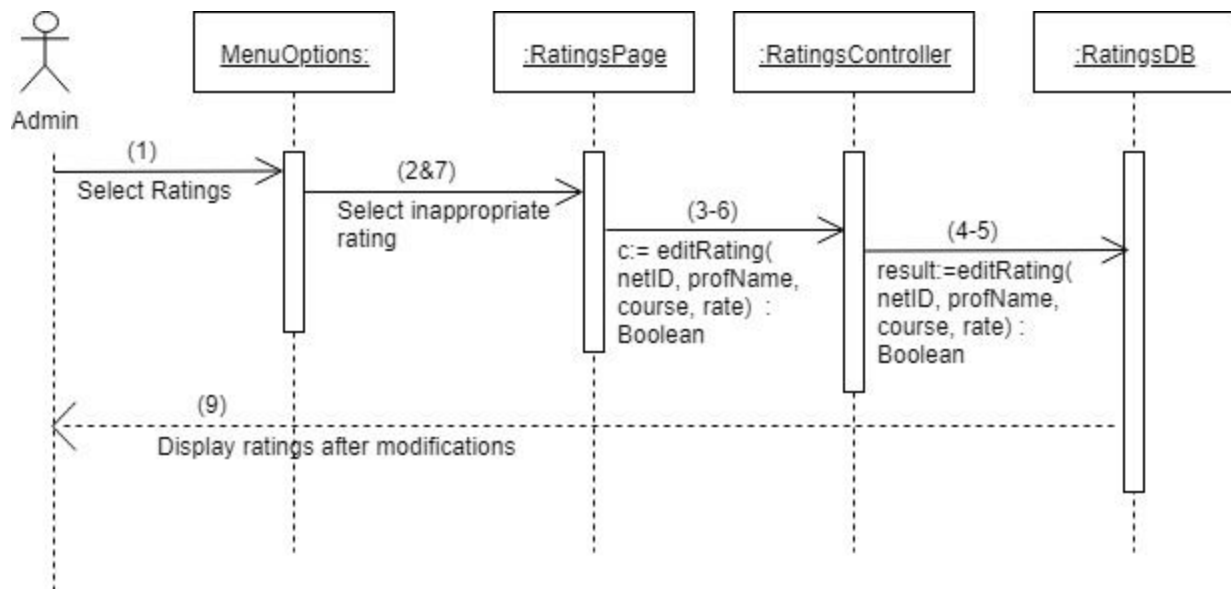 MenuOptions:
:RatingsPage
:RatingsController
:RatingsDB
Admin
(1)
Select Ratings
(2&7)
Select inappropriate
rating
(3-6)
c:= editRating(
netID, profName,
course, rate)  :
Boolean
(4-5)
result:=editRating(
netID, profName,
course, rate) :
Boolean
(9)
Display ratings after modifications